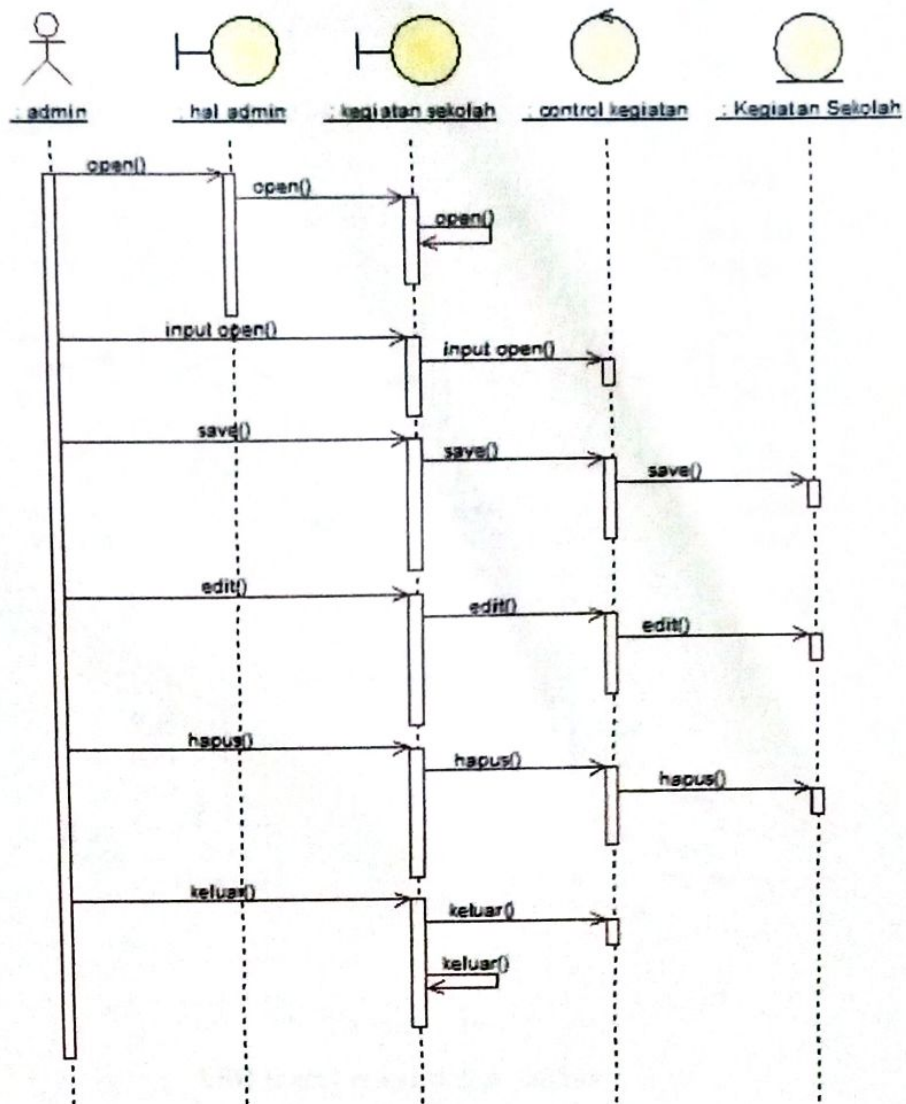 : admin
: hal admin
: kegiatan sekolah
: control kegiatan
: Kegiatan Sekolah
open()
open()
open()
input open()
input open()
save()
save()
save()
edit()
edit()
edit()
hapus()
hapus()
hapus()
keluar()
keluar()
keluar()